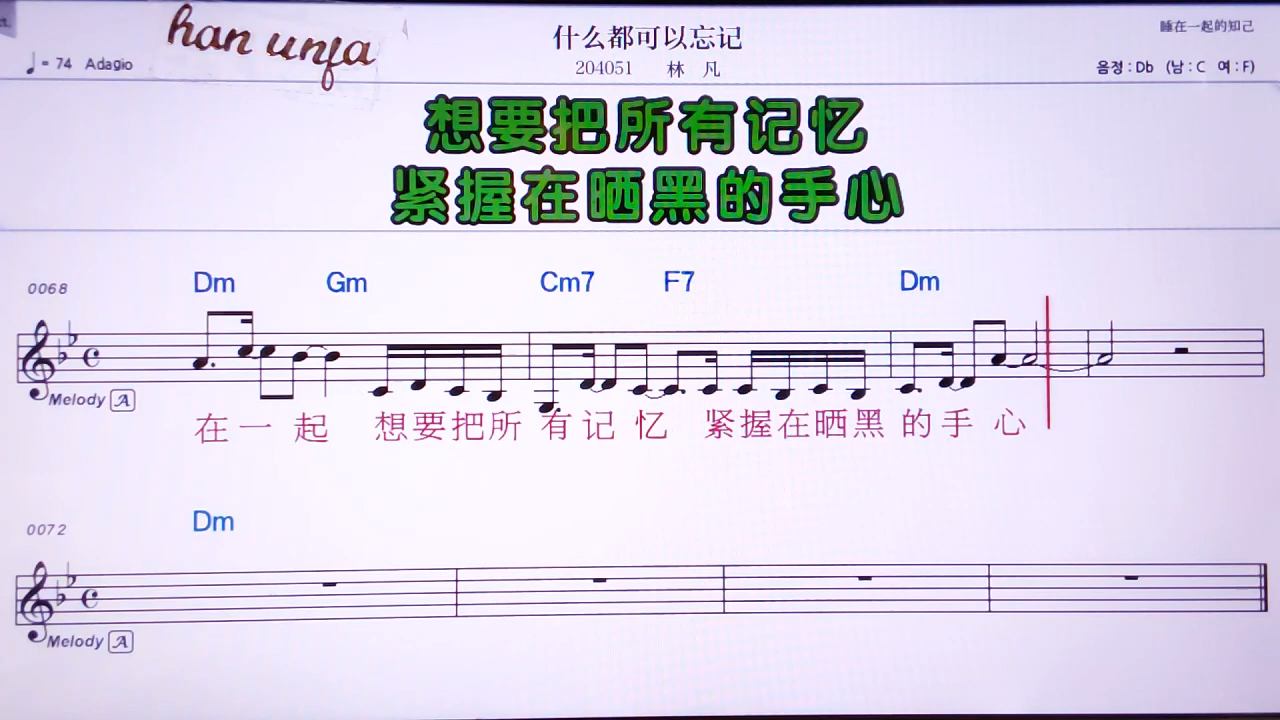 han unfa
什么都可以忘记
睡在一起的知己
♩= 74 Adagio
204051 林 凡
음정 : Db (남 : C 여 : F)
想要把所有记忆
紧握在晒黑的手心
0068
Dm Gm Cm7 F7 Dm
Melody A
在一起 想要把所有记忆 紧握在晒黑的手心
0072
Dm
Melody A